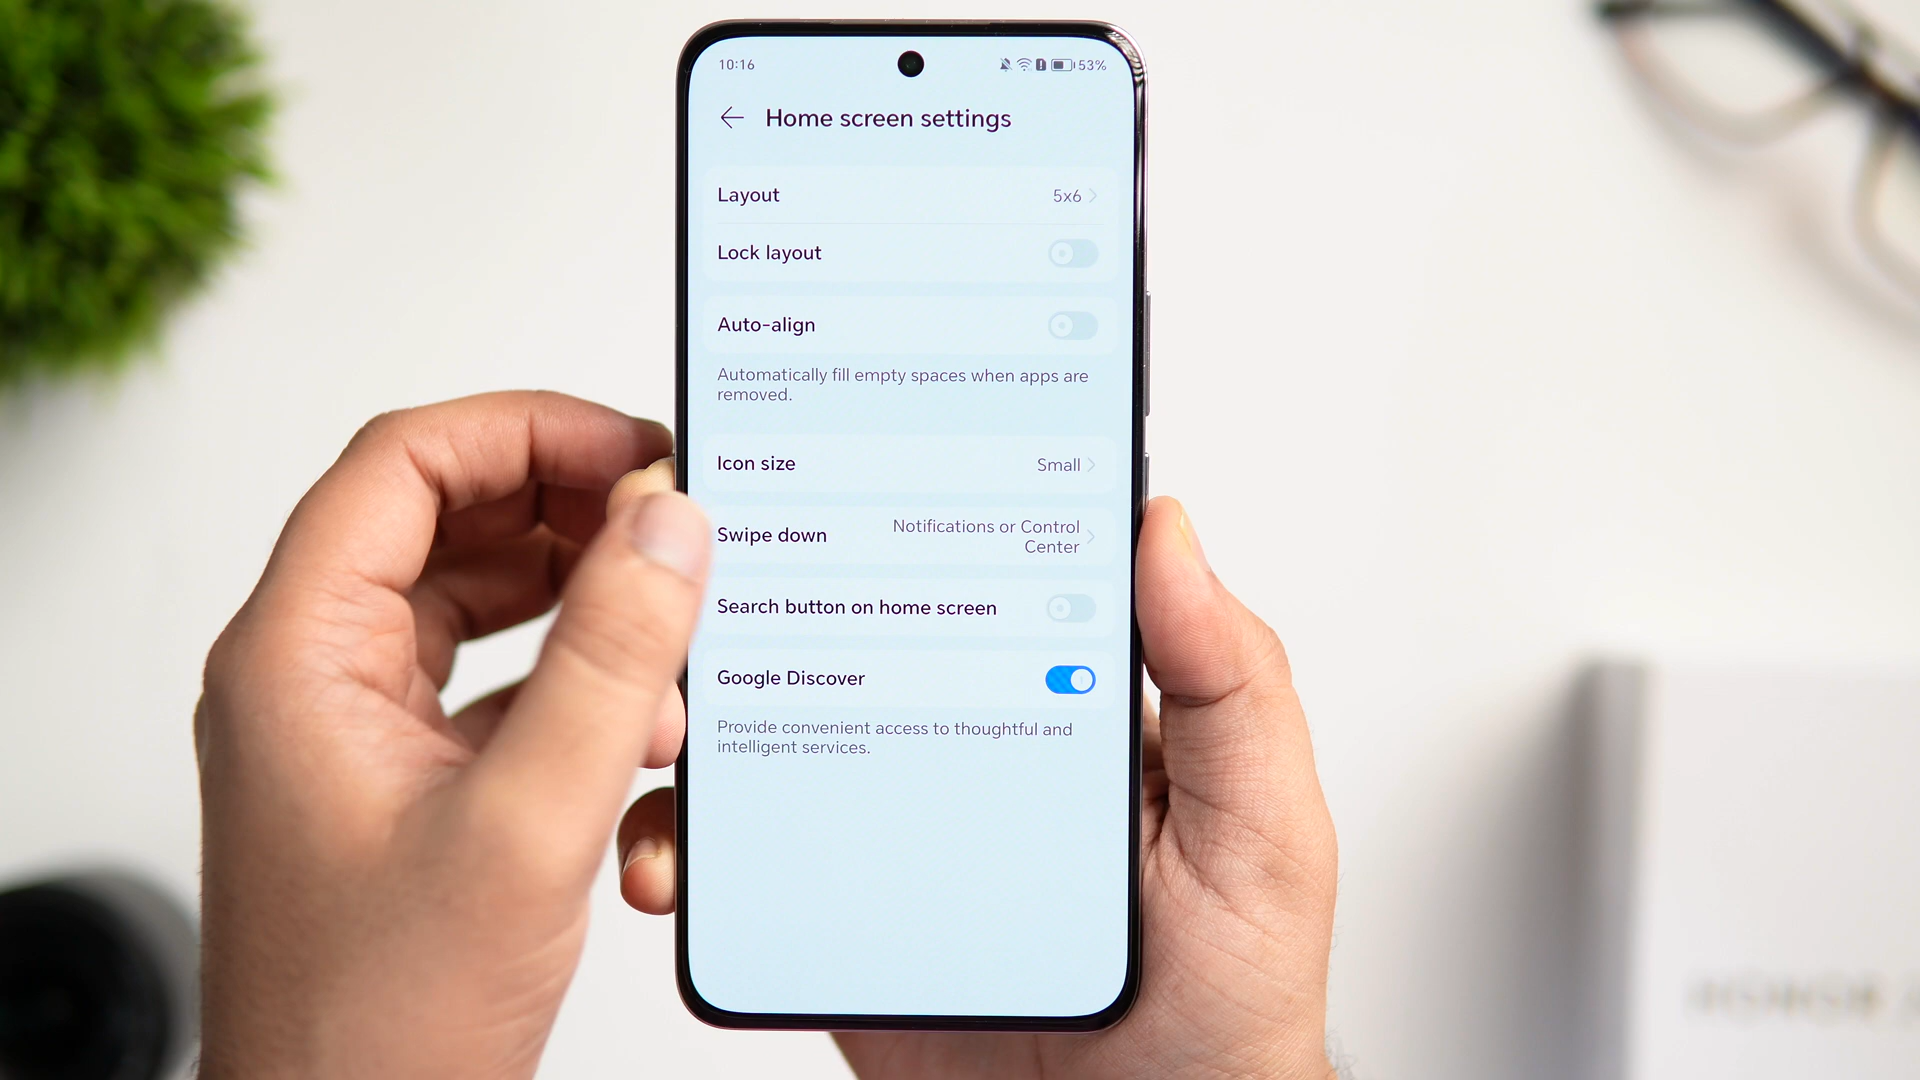 10:16
53%
Home screen settings
Layout
5x6
Lock layout
Auto-align
Automatically fill empty spaces when apps are
removed.
Icon size
Small
Swipe down
Notifications or Control
Center
Search button on home screen
Google Discover
Provide convenient access to thoughtful and
intelligent services.
HONOR